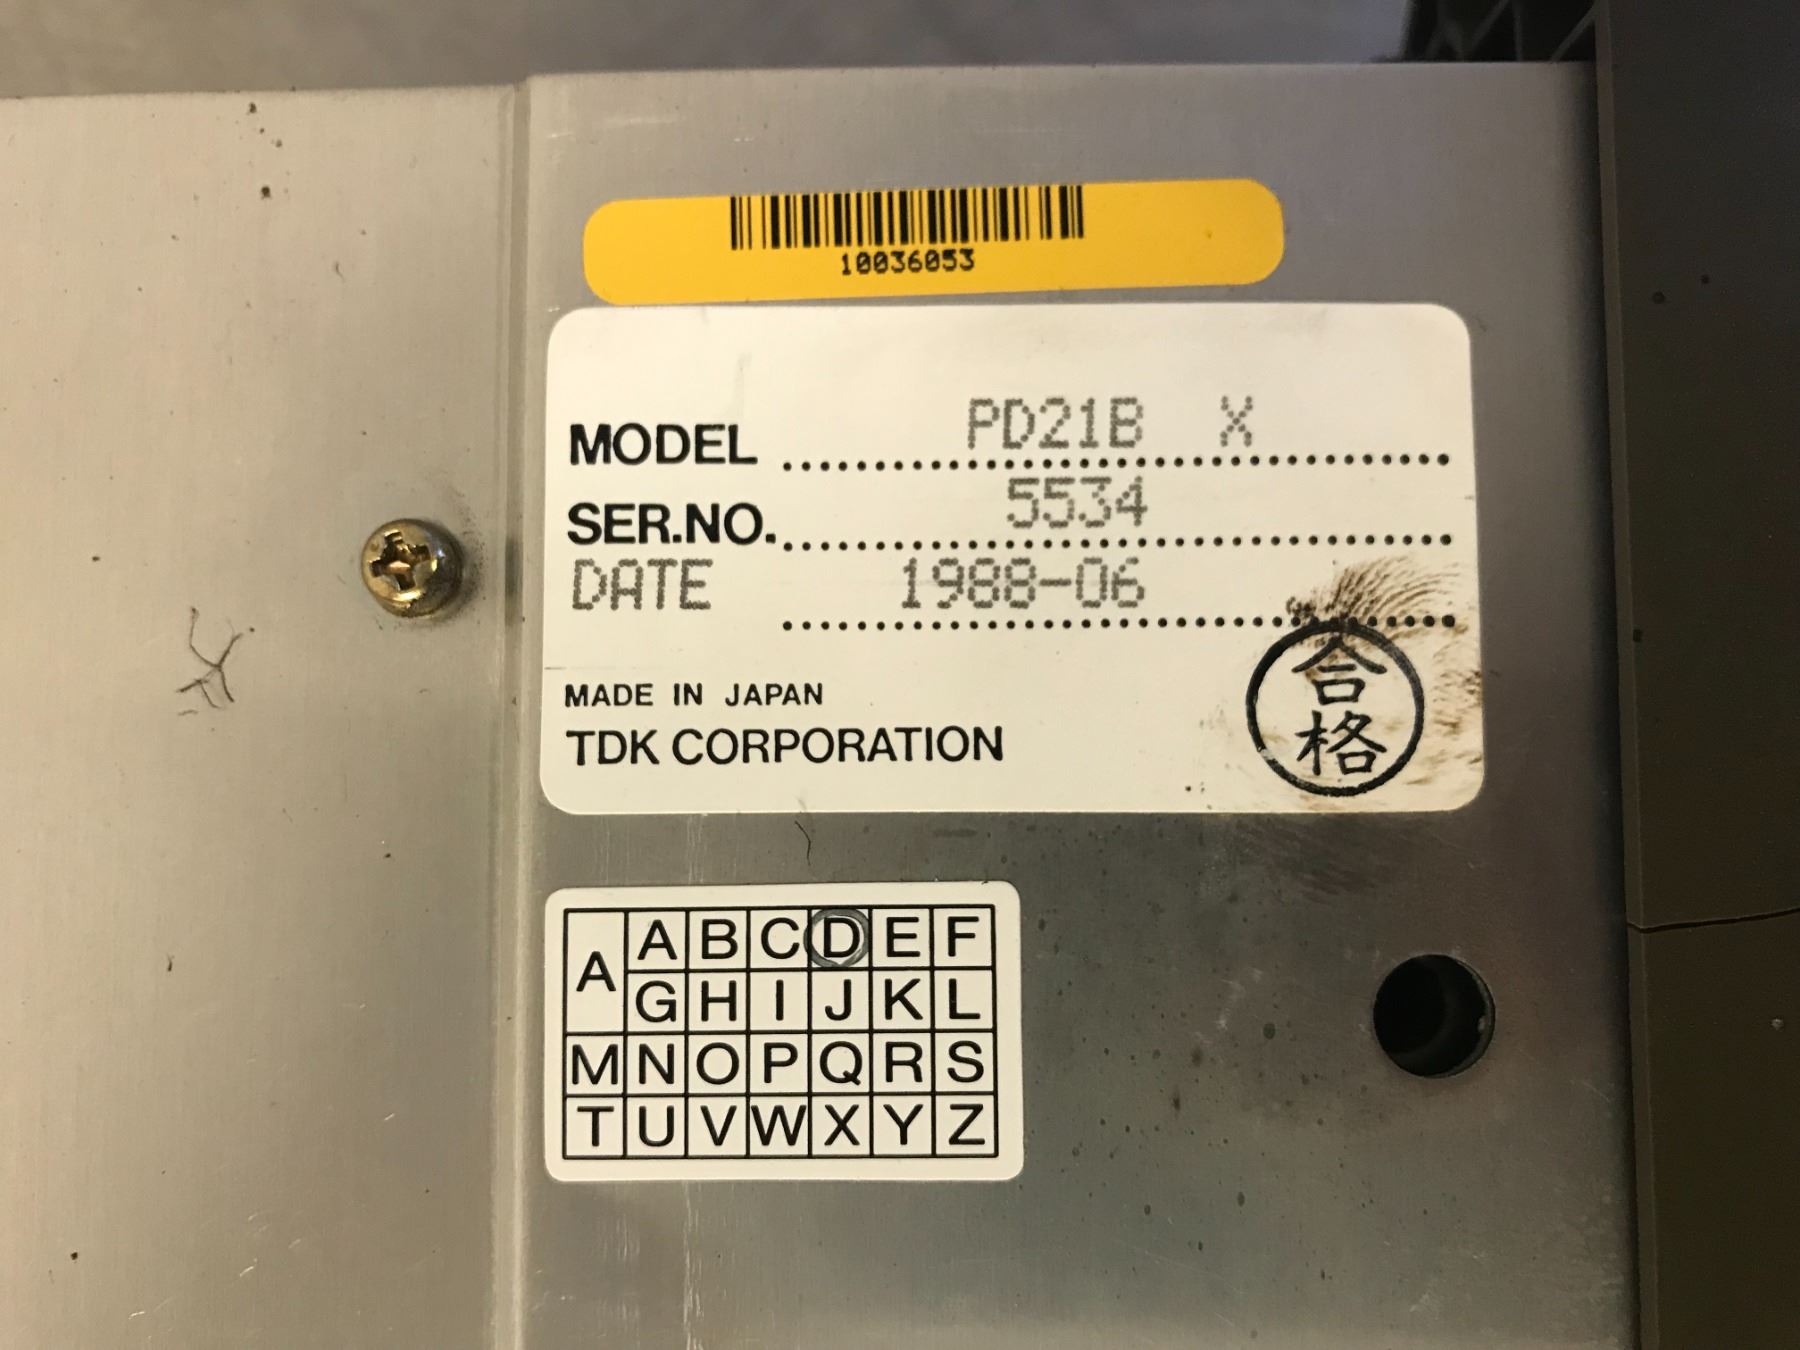 10036053
MODEL PD21B X
SER.NO. 5534
DATE 1988-06
MADE IN JAPAN
TDK CORPORATION
合格
A A B C D E F
G H I J K L
M N O P Q R S
T U V W X Y Z